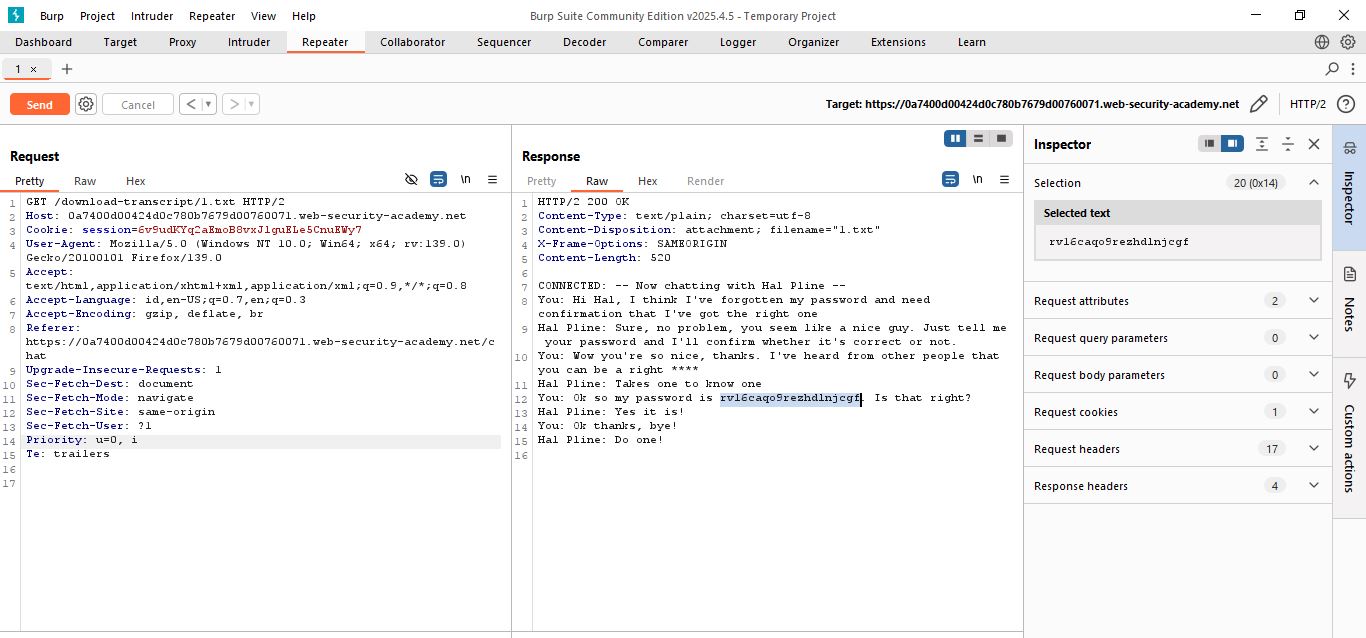 Burp Project Intruder Repeater View Help Burp Suite Community Edition v2025.4.5 - Temporary Project
Dashboard Target Proxy Intruder Repeater Collaborator Sequencer Decoder Comparer Logger Organizer Extensions Learn
1 × +
Send Cancel < > Target: https://0a7400d00424d0c780b7679d00760071.web-security-academy.net HTTP/2
Request
Pretty Raw Hex \n
1 GET /download-transcript/1.txt HTTP/2
2 Host: 0a7400d00424d0c780b7679d00760071.web-security-academy.net
3 Cookie: session=6v9udKYq2aEmoB8vxJlguELe5CnuEWy7
4 User-Agent: Mozilla/5.0 (Windows NT 10.0; Win64; x64; rv:139.0)
Gecko/20100101 Firefox/139.0
5 Accept:
text/html,application/xhtml+xml,application/xml;q=0.9,*/*;q=0.8
6 Accept-Language: id,en-US;q=0.7,en;q=0.3
7 Accept-Encoding: gzip, deflate, br
8 Referer:
https://0a7400d00424d0c780b7679d00760071.web-security-academy.net/c
hat
9 Upgrade-Insecure-Requests: 1
10 Sec-Fetch-Dest: document
11 Sec-Fetch-Mode: navigate
12 Sec-Fetch-Site: same-origin
13 Sec-Fetch-User: ?1
14 Priority: u=0, i
15 Te: trailers
16
17
Response
Pretty Raw Hex Render \n
1 HTTP/2 200 OK
2 Content-Type: text/plain; charset=utf-8
3 Content-Disposition: attachment; filename="1.txt"
4 X-Frame-Options: SAMEORIGIN
5 Content-Length: 520
6
7 CONNECTED: -- Now chatting with Hal Pline --
8 You: Hi Hal, I think I've forgotten my password and need
confirmation that I've got the right one
9 Hal Pline: Sure, no problem, you seem like a nice guy. Just tell me
your password and I'll confirm whether it's correct or not.
10 You: Wow you're so nice, thanks. I've heard from other people that
you can be a right ****
11 Hal Pline: Takes one to know one
12 You: Ok so my password is rvl6caqo9rezhdlnjcgf. Is that right?
13 Hal Pline: Yes it is!
14 You: Ok thanks, bye!
15 Hal Pline: Do one!
16
Inspector
Selection 20 (0x14)
Selected text
rvl6caqo9rezhdlnjcgf
Request attributes 2
Request query parameters 0
Request body parameters 0
Request cookies 1
Request headers 17
Response headers 4
Inspector
Notes
Custom actions